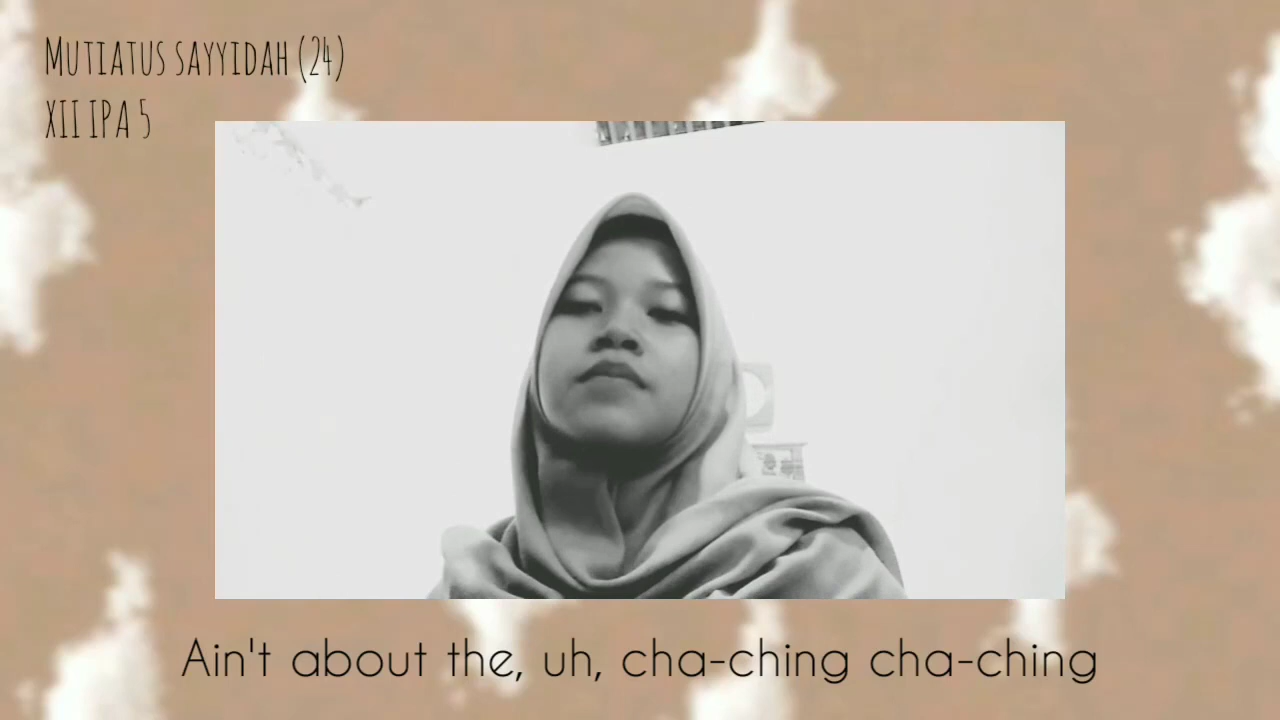 MUTIATUS SAYYIDAH (24)
XII IPA 5
Ain't about the, uh, cha-ching cha-ching